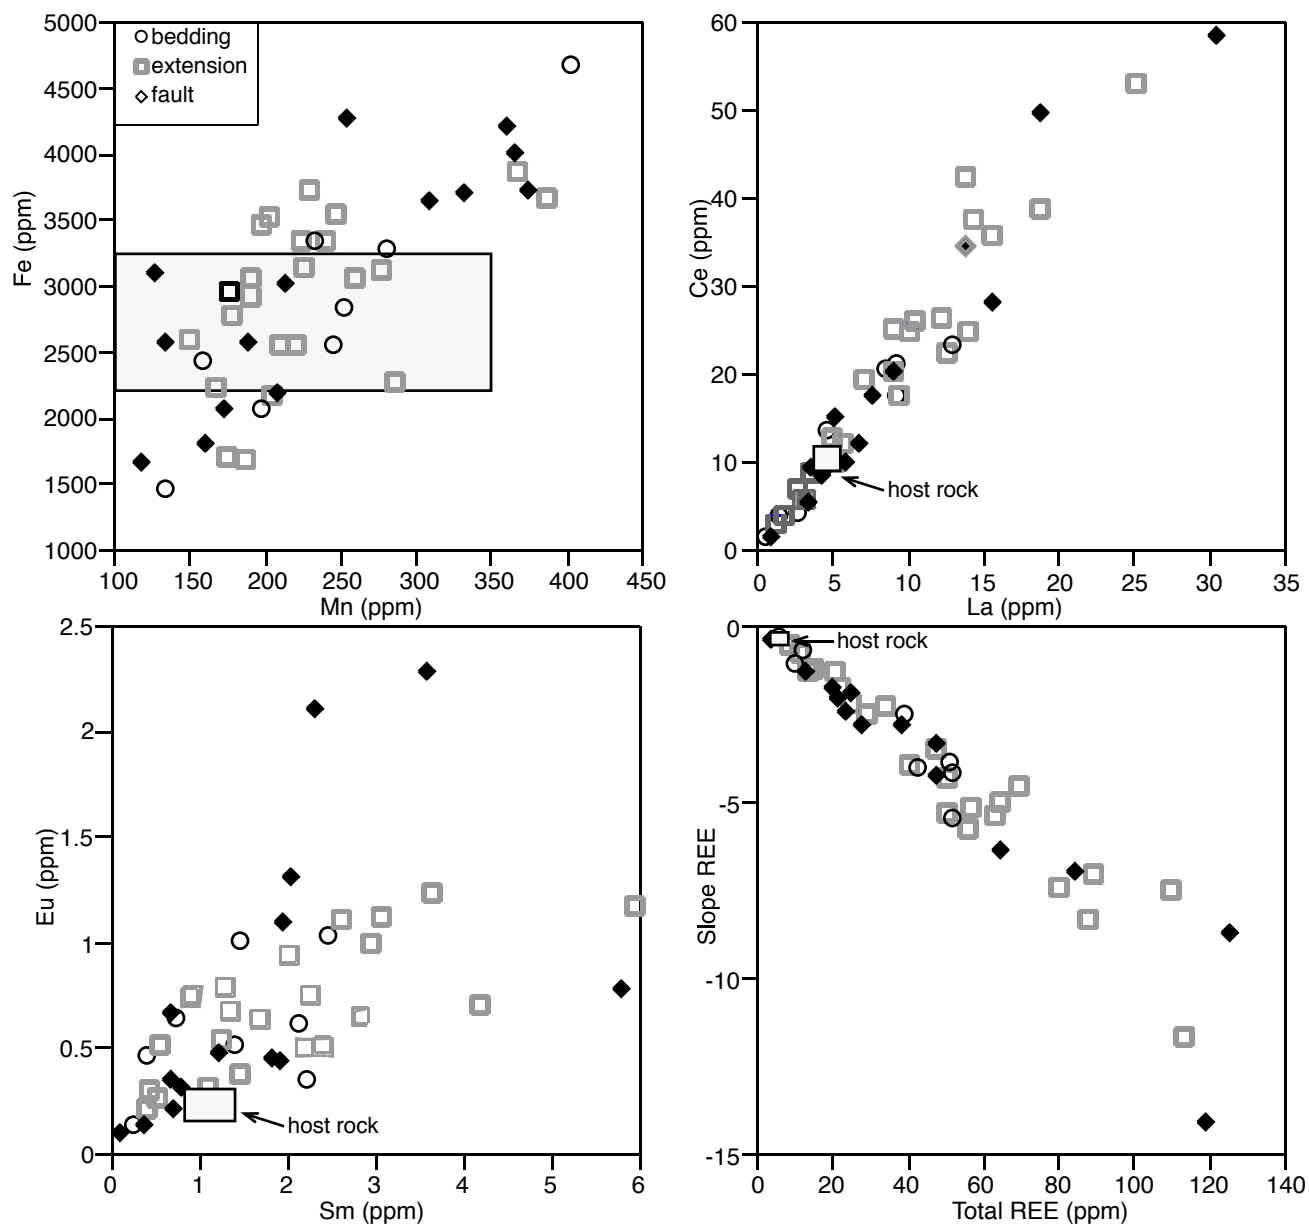 5000
4500
4000
3500
3000
2500
2000
1500
1000
Fe (ppm)
bedding
extension
fault
100 150 200 250 300 350 400 450
Mn (ppm)
60
50
40
30
20
10
0
Ce (ppm)
host rock
0 5 10 15 20 25 30 35
La (ppm)
2.5
2
1.5
1
0.5
0
Eu (ppm)
host rock
0 1 2 3 4 5 6
Sm (ppm)
0
-5
-10
-15
Slope REE
host rock
0 20 40 60 80 100 120 140
Total REE (ppm)